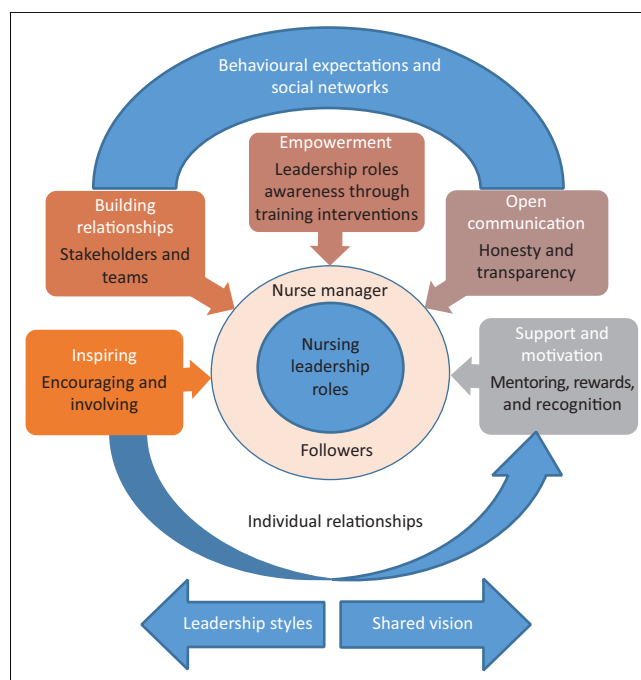 Behavioural expectations and
social networks
Empowerment
Leadership roles
awareness through
training interventions
Building
relationships
Stakeholders and
teams
Open
communication
Honesty and
transparency
Nurse manager
Nursing
leadership
roles
Followers
Inspiring
Encouraging and
involving
Support and
motivation
Mentoring, rewards,
and recognition
Individual relationships
Leadership styles
Shared vision